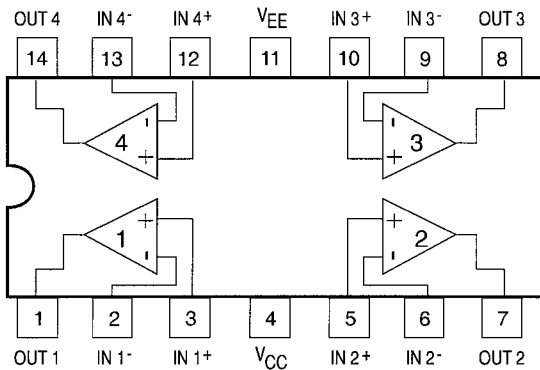 OUT 4 IN 4- IN 4+ VEE IN 3+ IN 3- OUT 3
14 13 12 11 10 9 8
- -
4 + + 3
+ +
1 - - 2
1 2 3 4 5 6 7
OUT 1 IN 1- IN 1+ VCC IN 2+ IN 2- OUT 2